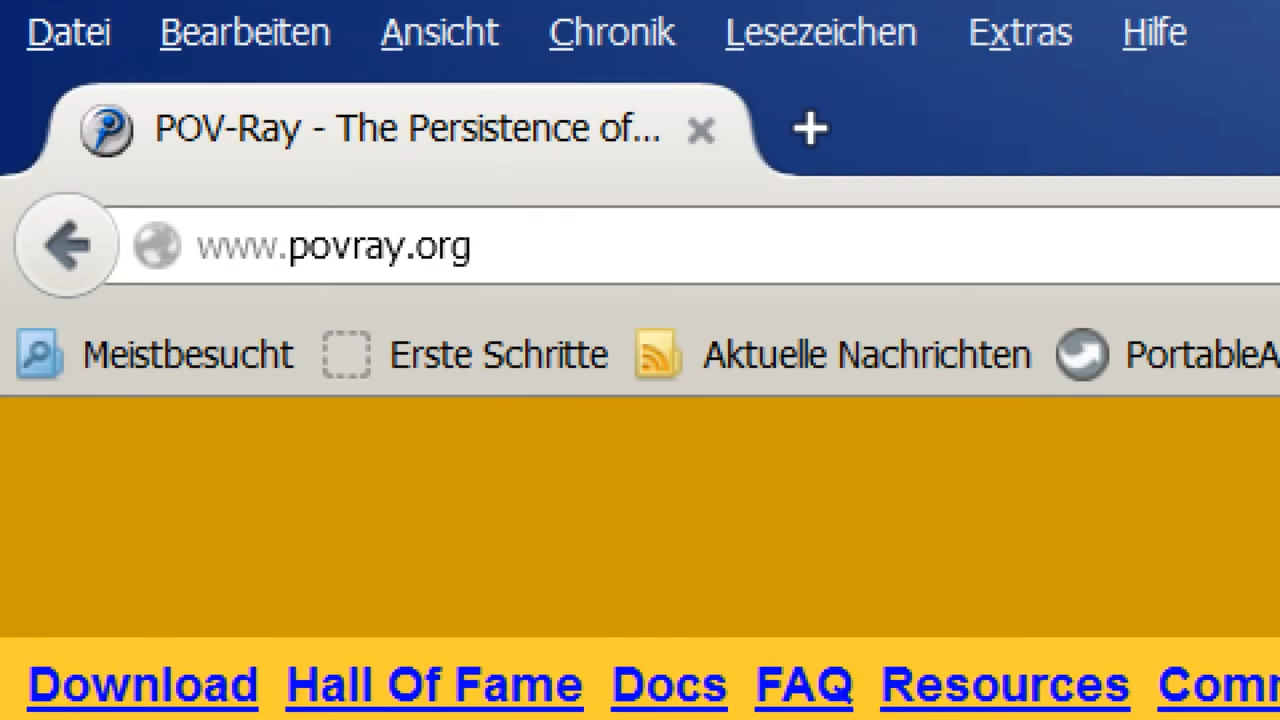 Datei Bearbeiten Ansicht Chronik Lesezeichen Extras Hilfe
POV-Ray - The Persistence of...
www.povray.org
Meistbesucht Erste Schritte Aktuelle Nachrichten PortableA
Download Hall Of Fame Docs FAQ Resources Com